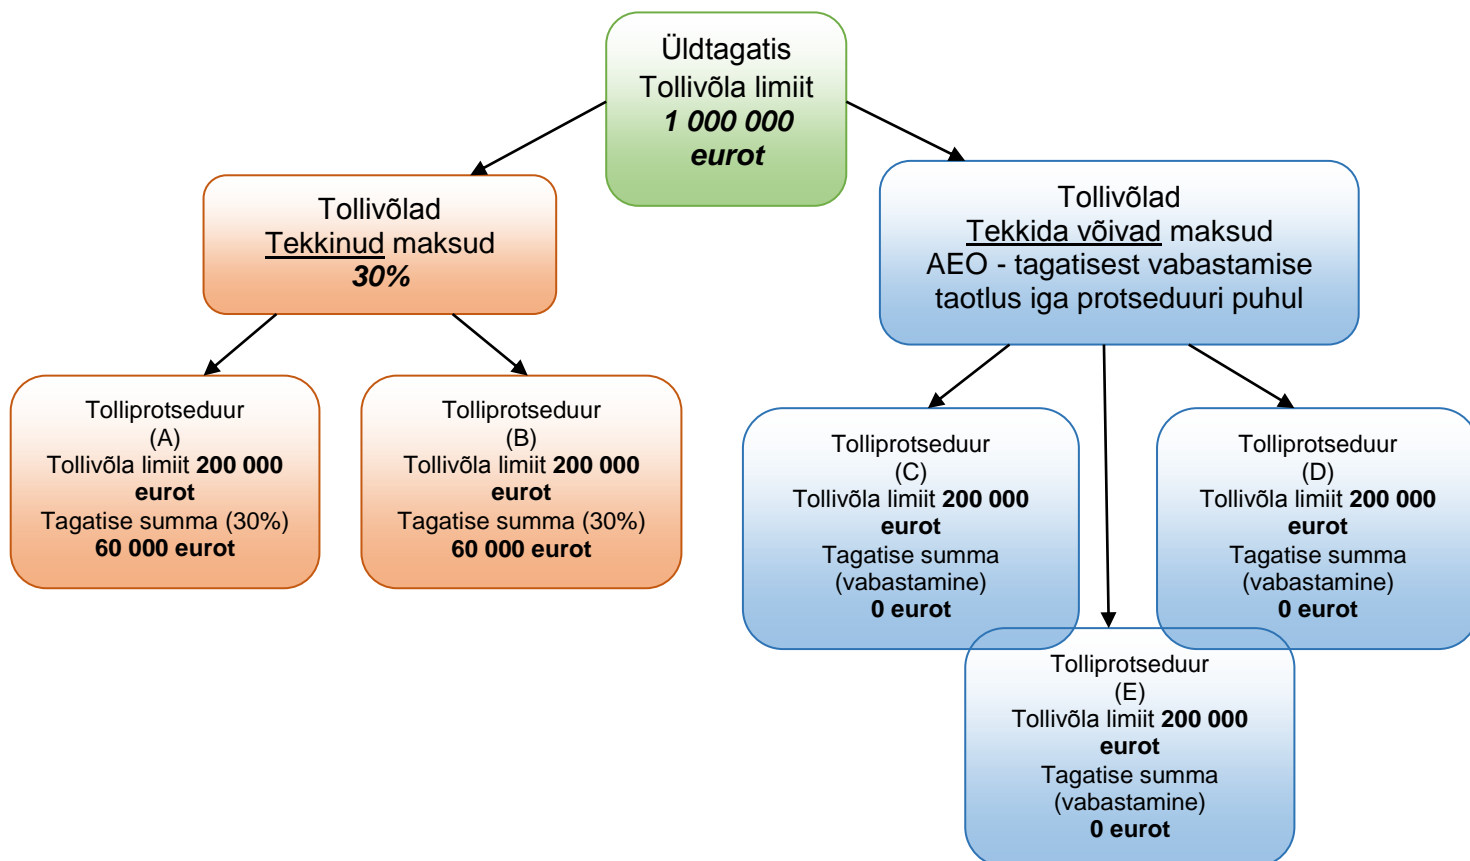 Üldtagatis
Tollivõla limiit
1 000 000
eurot
Tollivõlad
Tekkinud maksud
30%
Tollivõlad
Tekkida võivad maksud
AEO - tagatisest vabastamise
taotlus iga protseduuri puhul
Tolliprotseduur
(A)
Tollivõla limiit 200 000
eurot
Tagatise summa (30%)
60 000 eurot
Tolliprotseduur
(B)
Tollivõla limiit 200 000
eurot
Tagatise summa (30%)
60 000 eurot
Tolliprotseduur
(C)
Tollivõla limiit 200 000
eurot
Tagatise summa
(vabastamine)
0 eurot
Tolliprotseduur
(D)
Tollivõla limiit 200 000
eurot
Tagatise summa
(vabastamine)
0 eurot
Tolliprotseduur
(E)
Tollivõla limiit 200 000
eurot
Tagatise summa
(vabastamine)
0 eurot